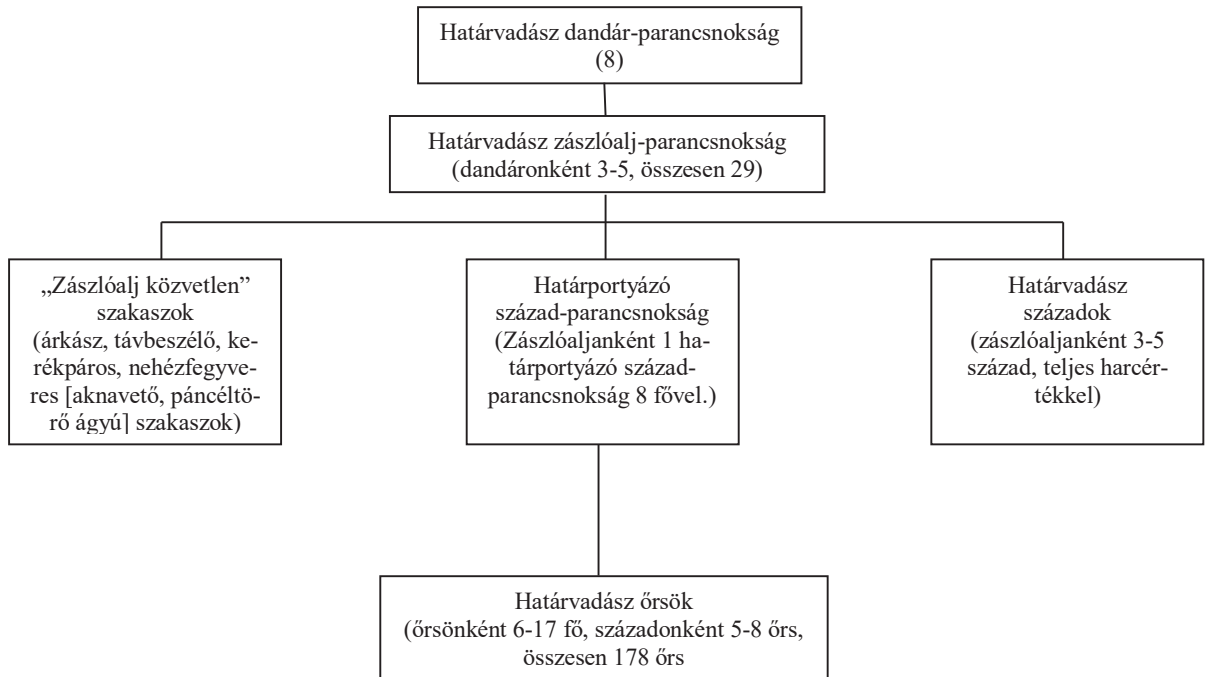 Határvadász dandár-parancsnokság
(8)
Határvadász zászlóalj-parancsnokság
(dandáronként 3-5, összesen 29)
„Zászlóalj közvetlen”
szakaszok
(árkász, távbeszélő, ke-
rékpáros, nehézfegyve-
res [aknavető, páncéltö-
rő ágyú] szakaszok)
Határportyázó
század-parancsnokság
(Zászlóaljanként 1 ha-
tárportyázó század-
parancsnokság 8 fővel.)
Határvadász
századok
(zászlóaljanként 3-5
század, teljes harcér-
tékkel)
Határvadász őrsök
(őrsönként 6-17 fő, századonként 5-8 őrs,
összesen 178 őrs